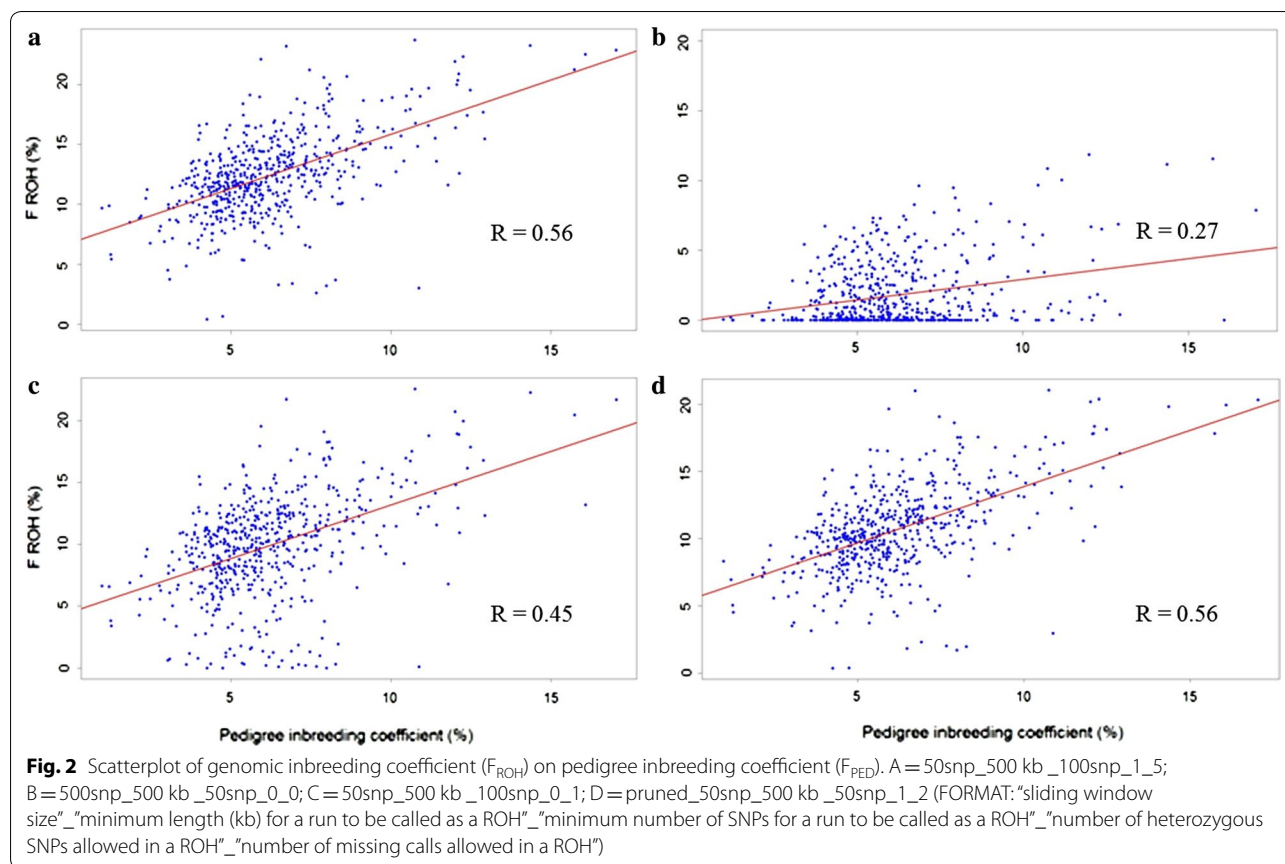 a
b
F ROH (%)
20
15
10
5
0
R = 0.56
5
10
15
20
15
10
5
0
R = 0.27
5
10
15
c
d
F ROH (%)
20
15
10
5
0
R = 0.45
5
10
15
Pedigree inbreeding coefficient (%)
20
15
10
5
0
R = 0.56
5
10
15
Pedigree inbreeding coefficient (%)
Fig. 2 Scatterplot of genomic inbreeding coefficient (FROH) on pedigree inbreeding coefficient (FPED). A = 50snp_500 kb _100snp_1_5;
B = 500snp_500 kb _50snp_0_0; C = 50snp_500 kb _100snp_0_1; D = pruned_50snp_500 kb _50snp_1_2 (FORMAT: “sliding window
size”_”minimum length (kb) for a run to be called as a ROH”_”minimum number of SNPs for a run to be called as a ROH”_”number of heterozygous
SNPs allowed in a ROH”_”number of missing calls allowed in a ROH”)